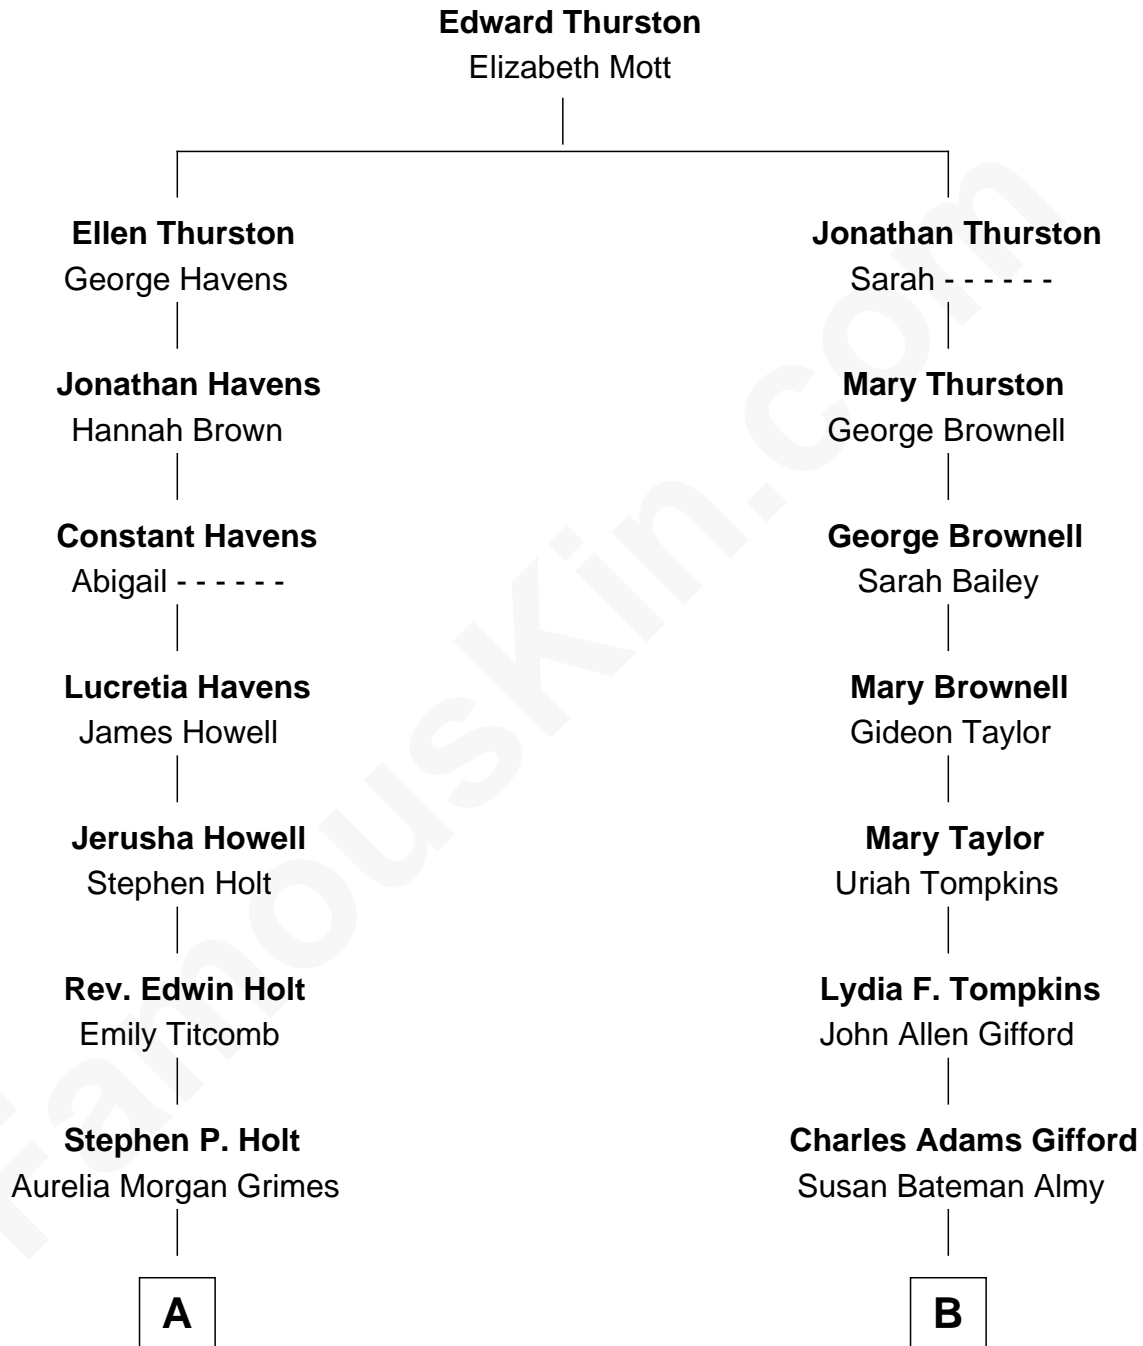 Edward Thurston
Elizabeth Mott
Ellen Thurston
George Havens
Jonathan Thurston
Sarah - - - - - -
Jonathan Havens
Hannah Brown
Mary Thurston
George Brownell
Constant Havens
Abigail - - - - - -
George Brownell
Sarah Bailey
Lucretia Havens
James Howell
Mary Brownell
Gideon Taylor
Jerusha Howell
Stephen Holt
Mary Taylor
Uriah Tompkins
Rev. Edwin Holt
Emily Titcomb
Lydia F. Tompkins
John Allen Gifford
Stephen P. Holt
Aurelia Morgan Grimes
Charles Adams Gifford
Susan Bateman Almy
A
B
FamousKin.com